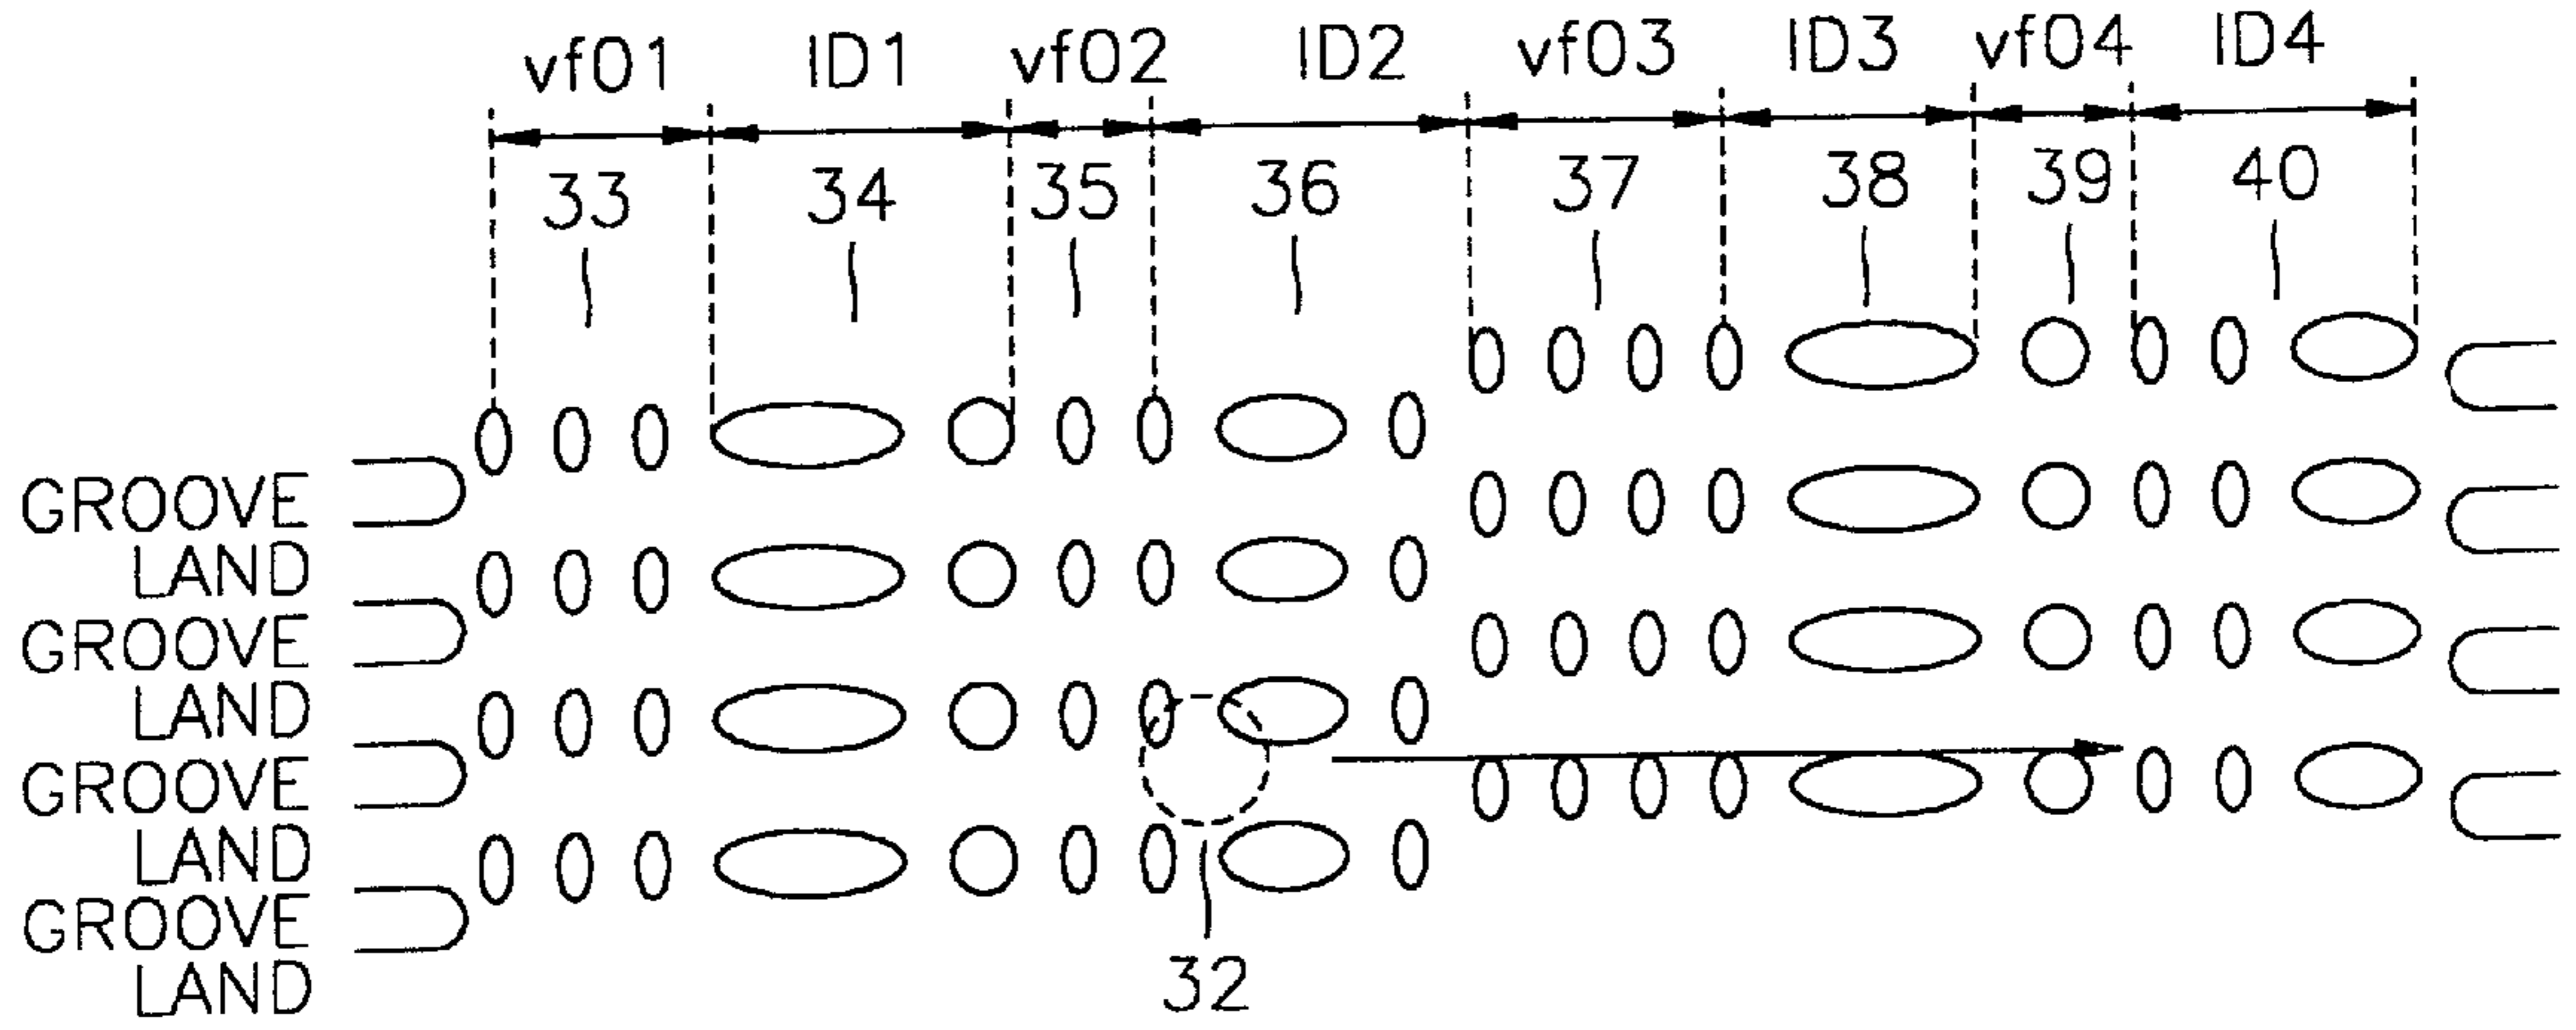 vf01 ID1 vf02 ID2 vf03 ID3 vf04 ID4
33 34 35 36 37 38 39 40
GROOVE
LAND
GROOVE
LAND
GROOVE
LAND
GROOVE
LAND
32